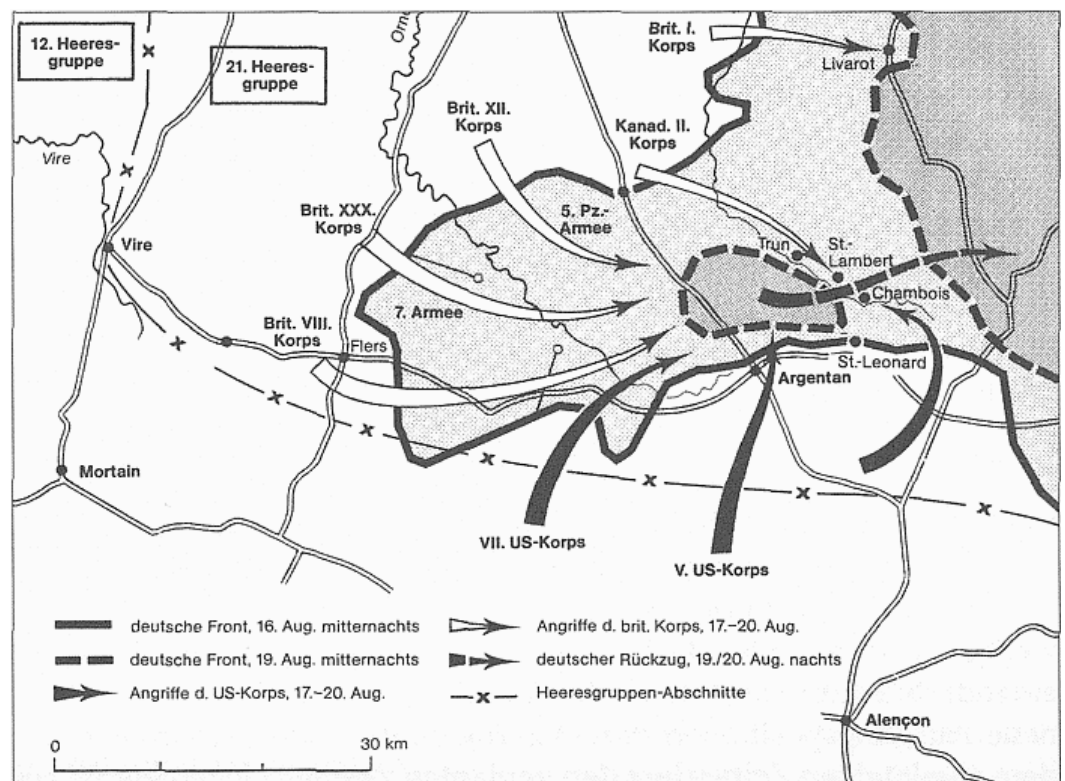 12. Heeres-
gruppe
21. Heeres-
gruppe
Orne
Brit. I.
Korps
Livarot
Brit. XII.
Korps
Kanad. II.
Korps
Vire
Brit. XXX.
Korps
5. Pz.-
Armee
Vire
Trun
St.-
Lambert
Chambois
7. Armee
Brit. VIII.
Korps
Flers
St.-Leonard
Argentan
Mortain
VII. US-Korps
V. US-Korps
deutsche Front, 16. Aug. mitternachts
deutsche Front, 19. Aug. mitternachts
Angriffe d. US-Korps, 17.–20. Aug.
Angriffe d. brit. Korps, 17.–20. Aug.
deutscher Rückzug, 19./20. Aug. nachts
Heeresgruppen-Abschnitte
0 30 km
Alençon